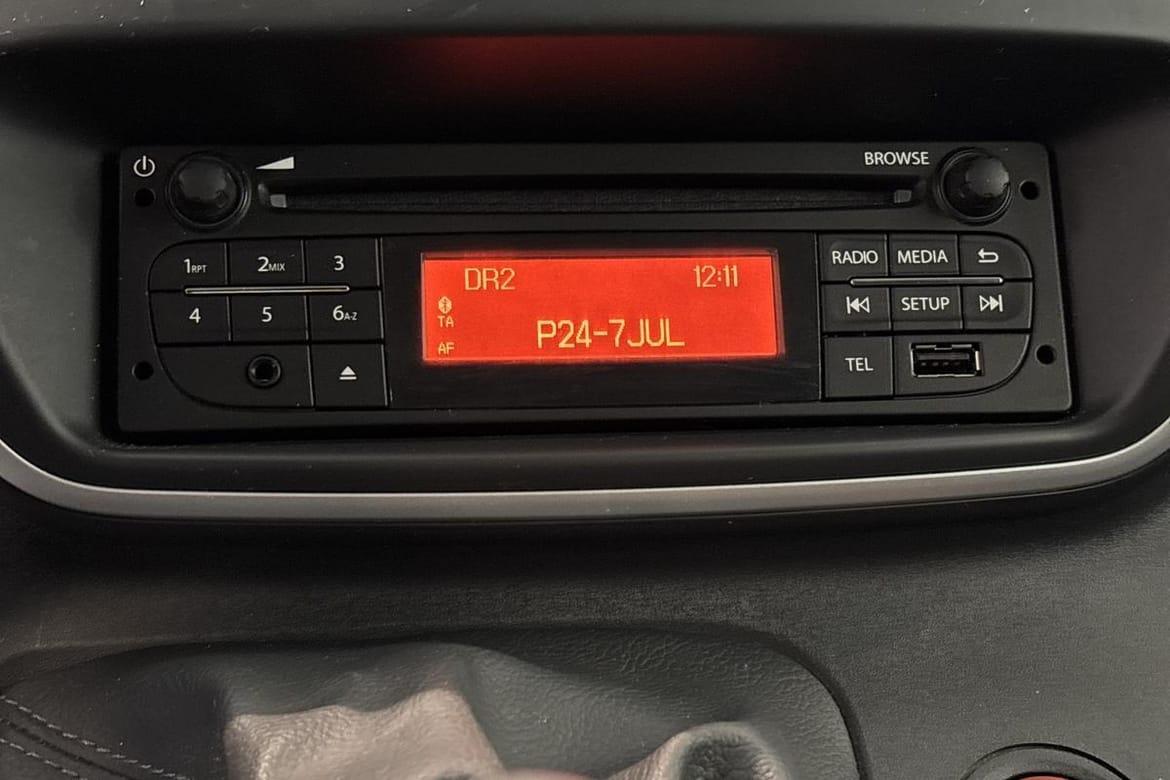 BROWSE
1RPT 2MIX 3
4 5 6A-Z
DR2 12:11
TA
AF
P24-7JUL
RADIO MEDIA
SETUP
TEL